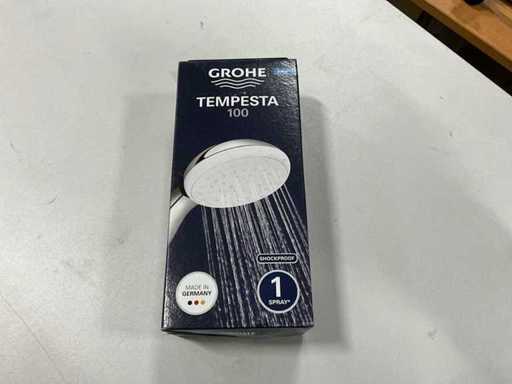 GROHE
TEMPESTA
100
SHOCKPROOF
MADE IN
GERMANY
1
SPRAY*